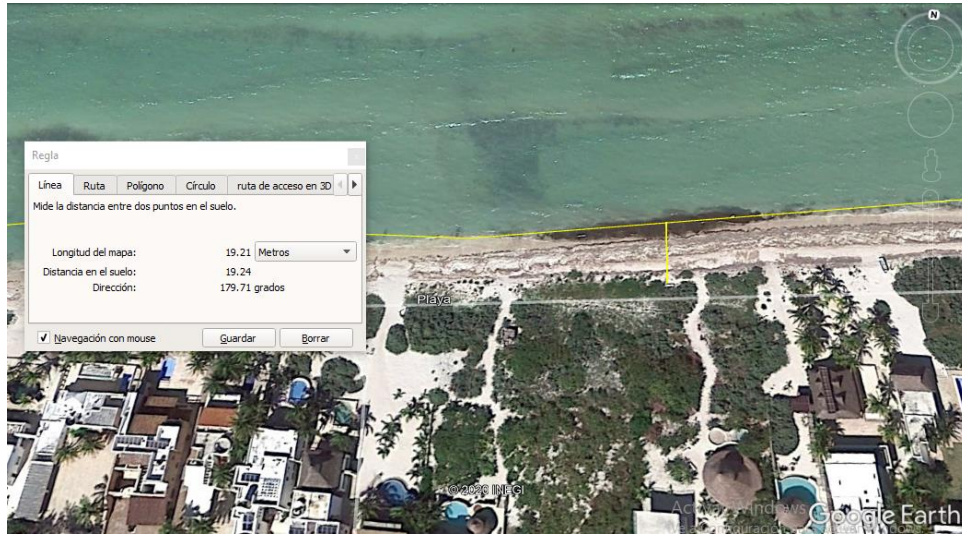 N
Regla
Línea Ruta Polígono Círculo ruta de acceso en 3D
Mide la distancia entre dos puntos en el suelo.
Longitud del mapa: 19.21 Metros
Distancia en el suelo: 19.24
Dirección: 179.71 grados
Navegación con mouse Guardar Borrar
Playa
© 2020 INEGI
Activar Windows
Google Earth